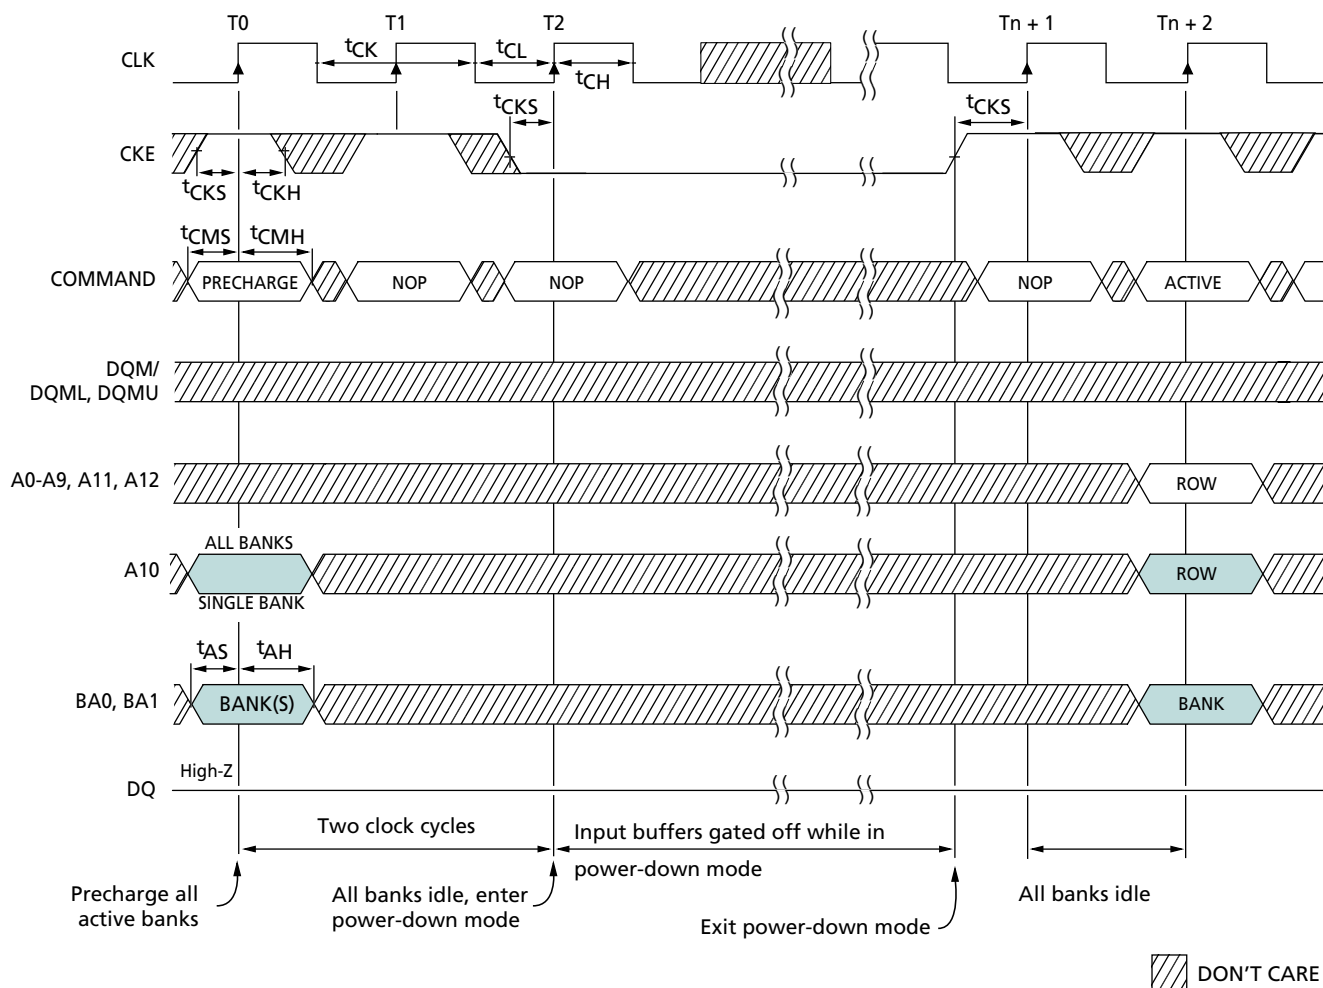 T0 T1 T2 Tn + 1 Tn + 2
CLK
tCK tCL
tCH
tCKS tCKS
CKE
tCKS tCKH
tCMS tCMH
COMMAND PRECHARGE NOP NOP NOP ACTIVE
DQM/
DQML, DQMU
A0-A9, A11, A12 ROW
ALL BANKS
A10 ROW
SINGLE BANK
tAS tAH
BA0, BA1 BANK(S) BANK
High-Z
DQ
Two clock cycles
Input buffers gated off while in
power-down mode
Precharge all
active banks
All banks idle, enter
power-down mode
Exit power-down mode
All banks idle
DON'T CARE